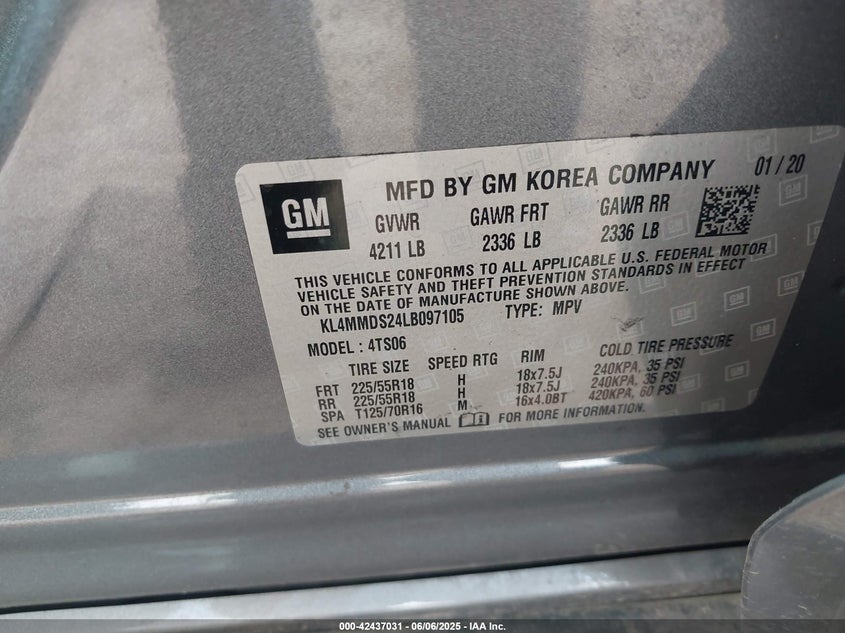 GM
MFD BY GM KOREA COMPANY 01/20
GVWR GAWR FRT GAWR RR
4211 LB 2336 LB 2336 LB
THIS VEHICLE CONFORMS TO ALL APPLICABLE U.S. FEDERAL MOTOR
VEHICLE SAFETY AND THEFT PREVENTION STANDARDS IN EFFECT
ON THE DATE OF MANUFACTURE SHOWN ABOVE.
KL4MMDS24LB097105 TYPE: MPV
MODEL: 4TS06
TIRE SIZE SPEED RTG RIM COLD TIRE PRESSURE
FRT 225/55R18 H 18x7.5J 240KPA, 35 PSI
RR 225/55R18 H 18x7.5J 240KPA, 35 PSI
SPA T125/70R16 M 16x4.0BT 420KPA, 60 PSI
SEE OWNER'S MANUAL FOR MORE INFORMATION.
000-42437031 - 06/06/2025 - IAA Inc.